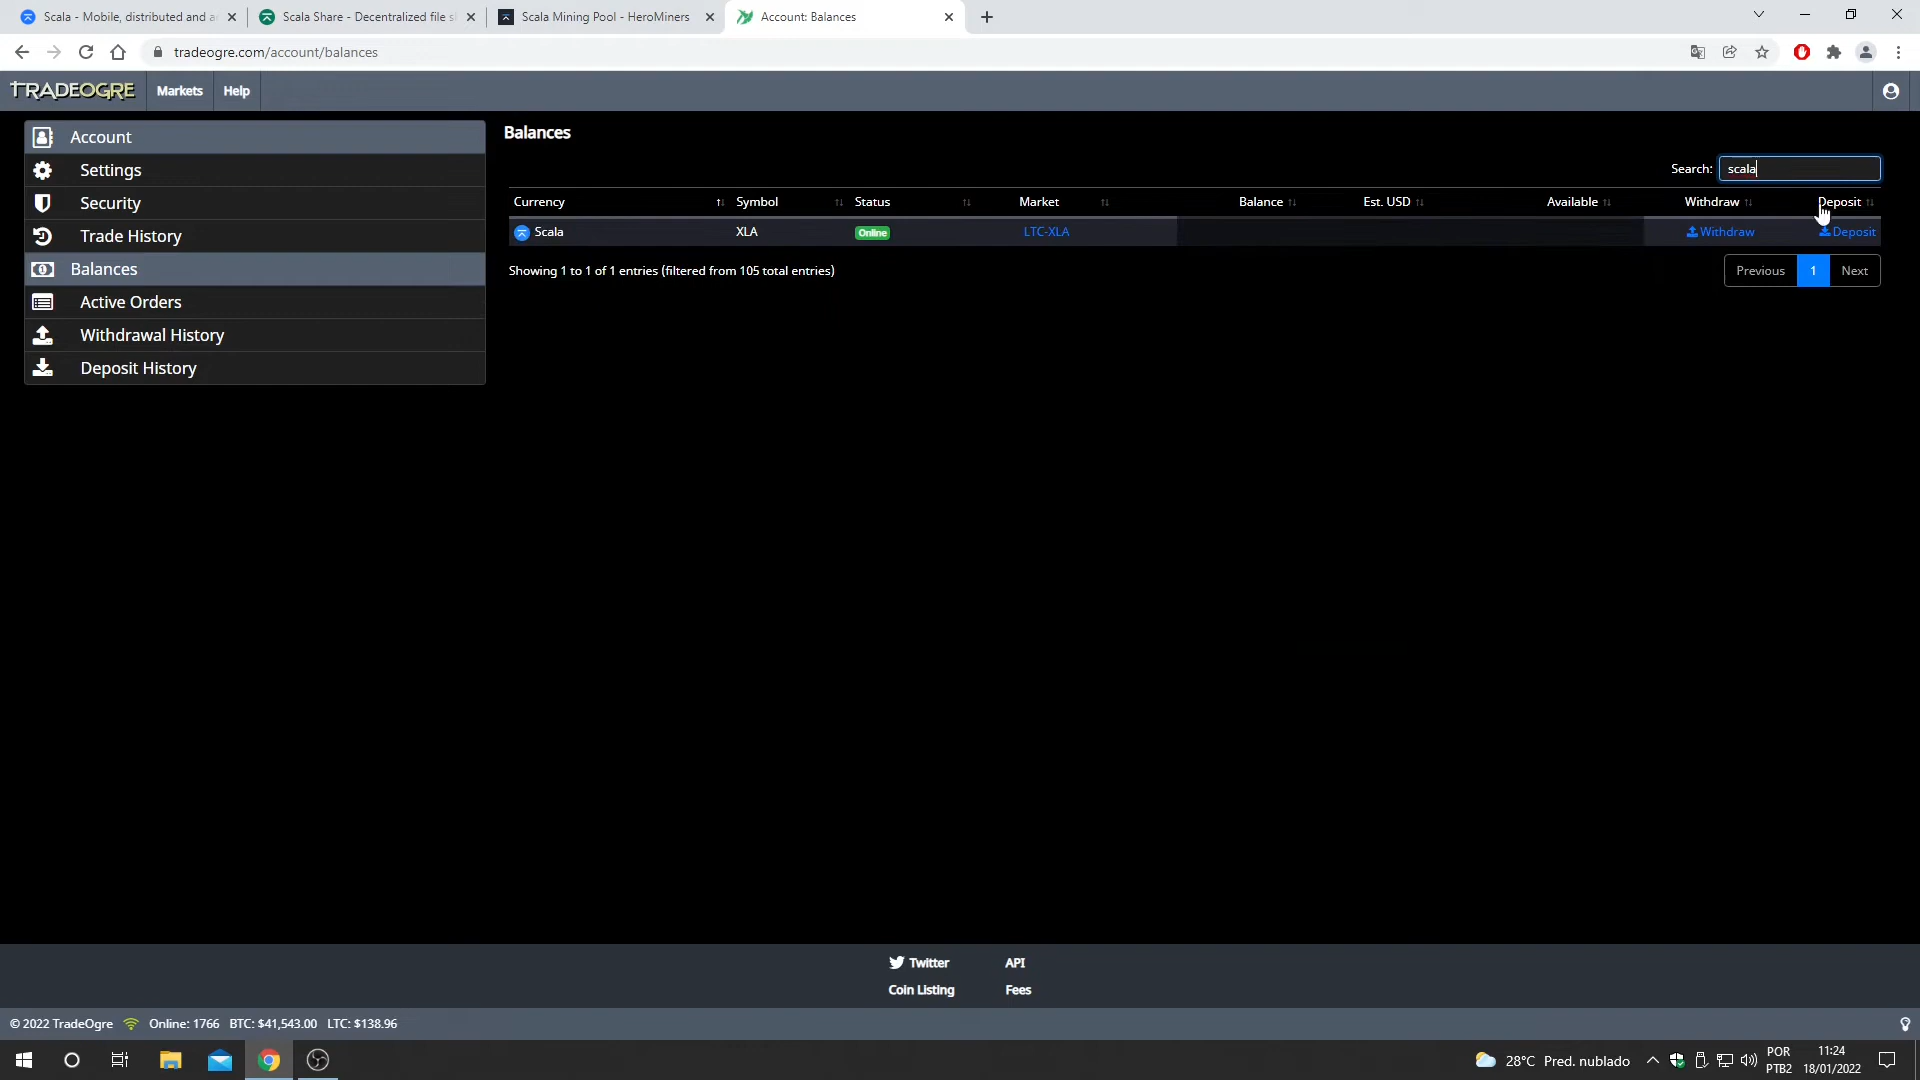 Scala - Mobile, distributed and a
Scala Share - Decentralized file s
Scala Mining Pool - HeroMiners
Account: Balances
tradeogre.com/account/balances
TRADEOGRE
Markets
Help
Account
Settings
Security
Trade History
Balances
Active Orders
Withdrawal History
Deposit History
Balances
Search: scala
Currency Symbol Status Market Balance Est. USD Available Withdraw Deposit
Scala XLA Online LTC-XLA Withdraw Deposit
Showing 1 to 1 of 1 entries (filtered from 105 total entries)
Previous 1 Next
Twitter API
Coin Listing Fees
© 2022 TradeOgre Online: 1766 BTC: $41,543.00 LTC: $138.96
28°C Pred. nublado
POR
PTB2
11:24
18/01/2022